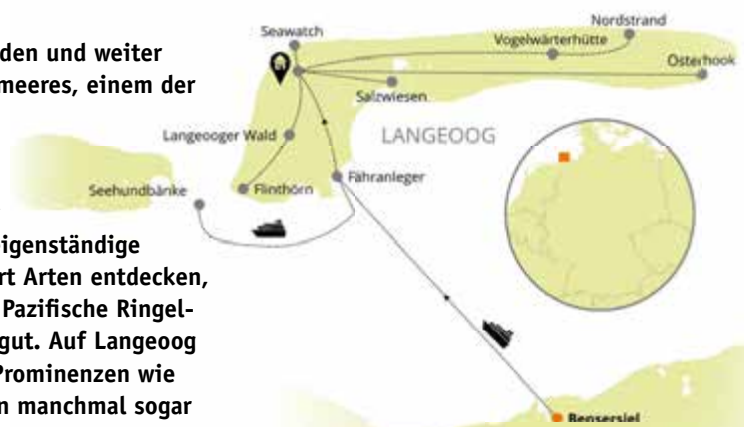 den und weiter
meeres, einem der
eigenständige
rt Arten entdecken,
Pazifische Ringel-
gut. Auf Langeoog
Prominenzen wie
n manchmal sogar
Seawatch
Nordstrand
Vogelwärterhütte
Osterhook
Salzwiesen
Langeooger Wald
LANGEOOG
Fähranleger
Flinthörn
Seehundbänke
Bensersiel